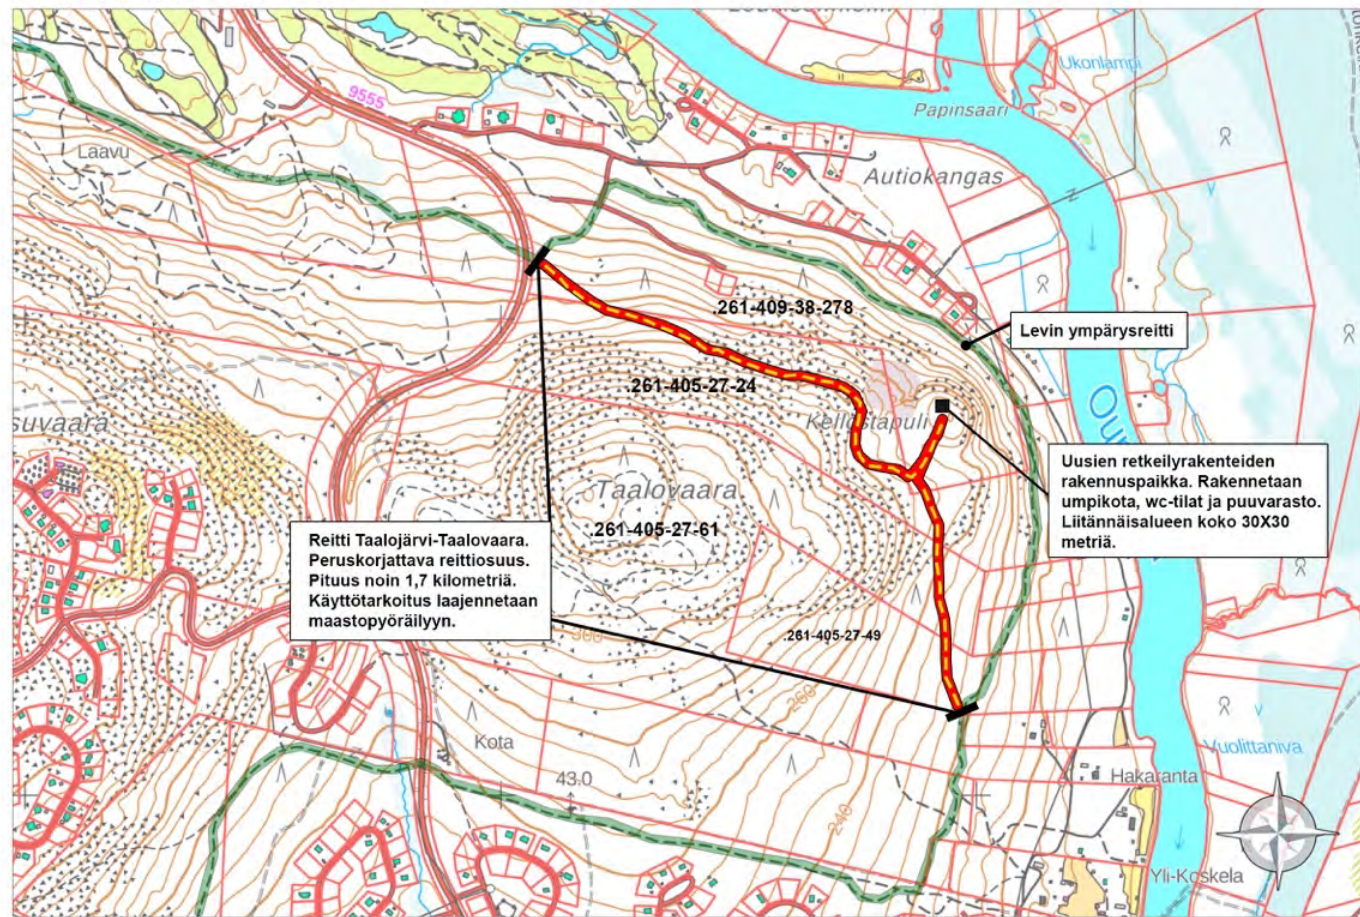 Ukonlampi
Papinsaari
9555
Laavu
Autiokangas
.261-409-38-278
Levin ympärysreitti
.261-405-27-24
Kellostapuli
suvaara
Taalovaara
.261-405-27-61
Uusien retkeilyrakenteiden
rakennuspaikka. Rakennetaan
umpikota, wc-tilat ja puuvarasto.
Liitännäisalueen koko 30X30
metriä.
Reitti Taalojärvi-Taalovaara.
Peruskorjattava reittiosuus.
Pituus noin 1,7 kilometriä.
Käyttötarkoitus laajennetaan
maastopyöräilyyn.
300
.261-405-27-49
260
Kota
43.0
240
Vuolittaniva
Hakaranta
Yli-Koskela